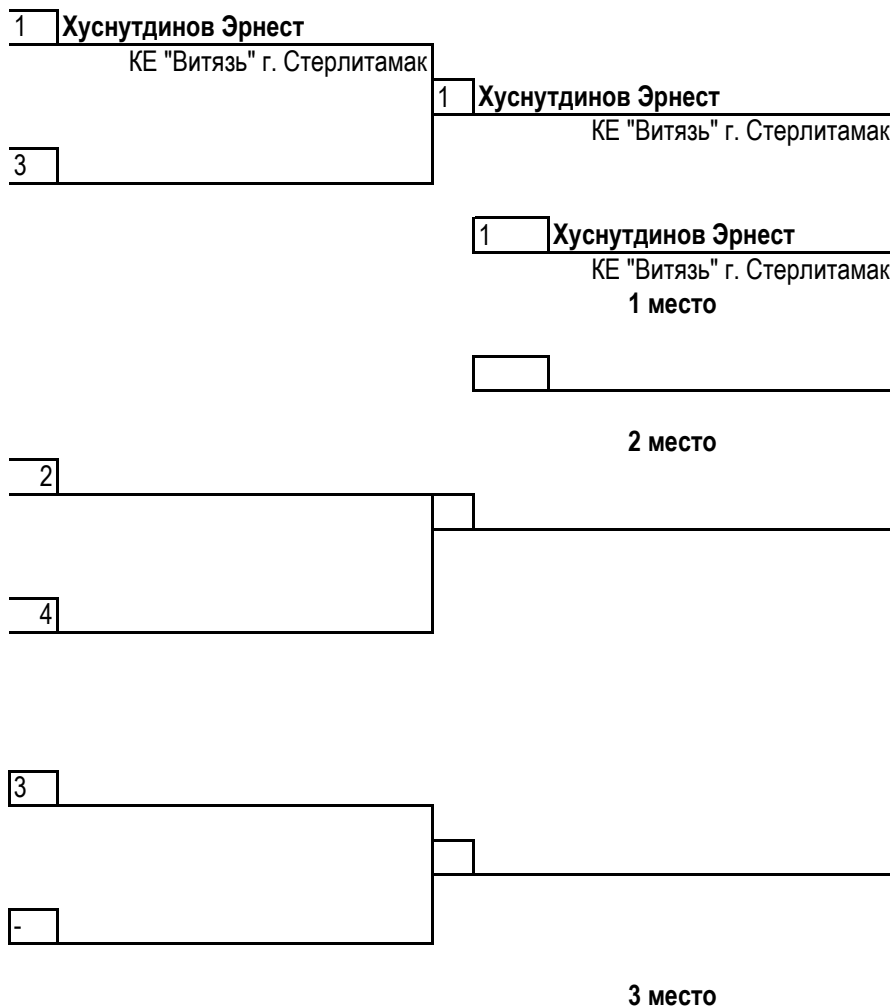 1 Хуснутдинов Эрнест
КЕ "Витязь" г. Стерлитамак
1 Хуснутдинов Эрнест
КЕ "Витязь" г. Стерлитамак
3
1 Хуснутдинов Эрнест
КЕ "Витязь" г. Стерлитамак
1 место
2 место
2
4
3
-
3 место